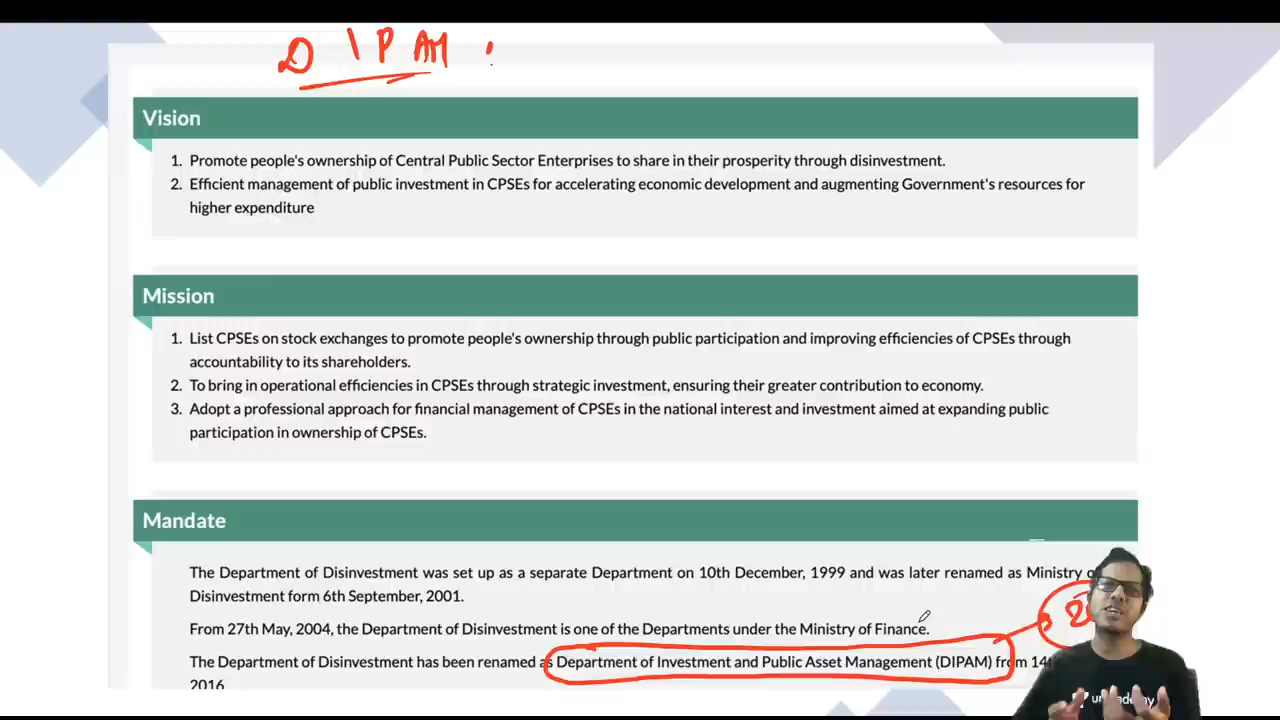 DIPAM :
Vision
1. Promote people's ownership of Central Public Sector Enterprises to share in their prosperity through disinvestment.
2. Efficient management of public investment in CPSEs for accelerating economic development and augmenting Government's resources for
higher expenditure
Mission
1. List CPSEs on stock exchanges to promote people's ownership through public participation and improving efficiencies of CPSEs through
accountability to its shareholders.
2. To bring in operational efficiencies in CPSEs through strategic investment, ensuring their greater contribution to economy.
3. Adopt a professional approach for financial management of CPSEs in the national interest and investment aimed at expanding public
participation in ownership of CPSEs.
Mandate
The Department of Disinvestment was set up as a separate Department on 10th December, 1999 and was later renamed as Ministry
Disinvestment form 6th September, 2001.
From 27th May, 2004, the Department of Disinvestment is one of the Departments under the Ministry of Finance.
The Department of Disinvestment has been renamed as Department of Investment and Public Asset Management (DIPAM) from
2016.